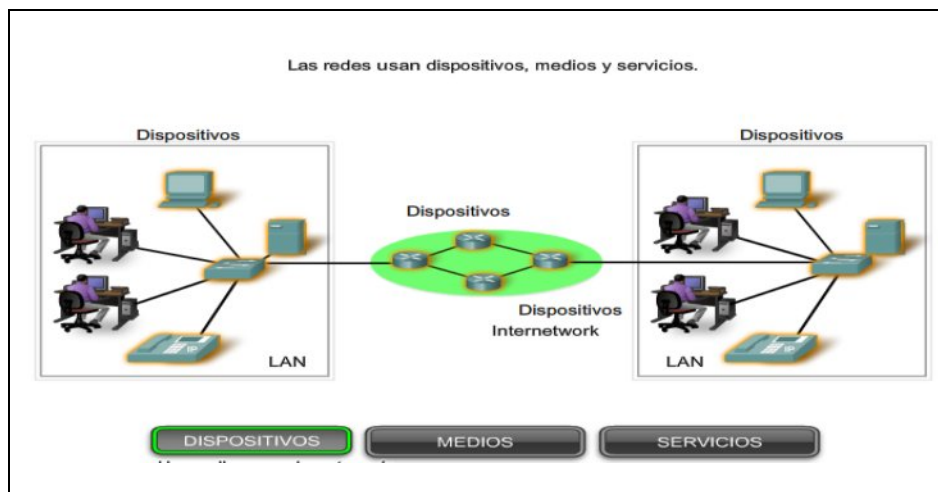 Las redes usan dispositivos, medios y servicios.
Dispositivos
Dispositivos
Dispositivos
Dispositivos
Internetwork
LAN
LAN
DISPOSITIVOS
MEDIOS
SERVICIOS